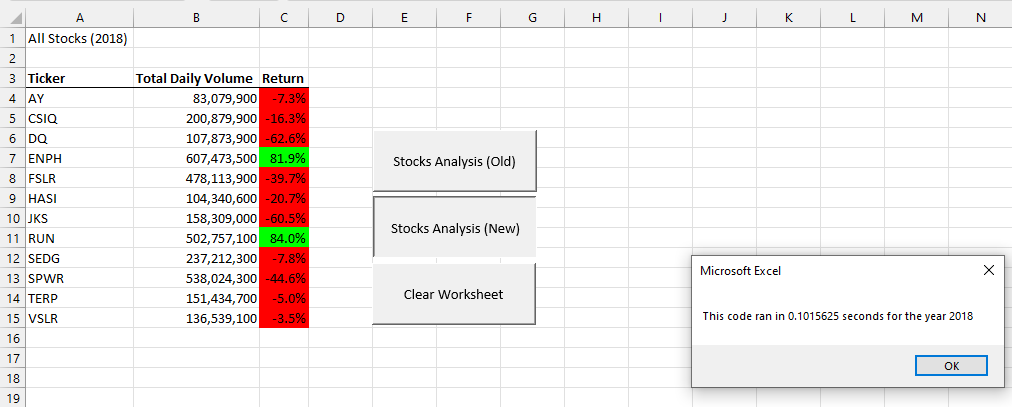 A B C D E F G H I J K L M N
1 All Stocks (2018)
2
3 Ticker Total Daily Volume Return
4 AY 83,079,900 -7.3%
5 CSIQ 200,879,900 -16.3%
6 DQ 107,873,900 -62.6%
7 ENPH 607,473,500 81.9%
8 FSLR 478,113,900 -39.7%
9 HASI 104,340,600 -20.7%
10 JKS 158,309,000 -60.5%
11 RUN 502,757,100 84.0%
12 SEDG 237,212,300 -7.8%
13 SPWR 538,024,300 -44.6%
14 TERP 151,434,700 -5.0%
15 VSLR 136,539,100 -3.5%
16
17
18
19
Stocks Analysis (Old)
Stocks Analysis (New)
Clear Worksheet
Microsoft Excel
This code ran in 0.1015625 seconds for the year 2018
OK